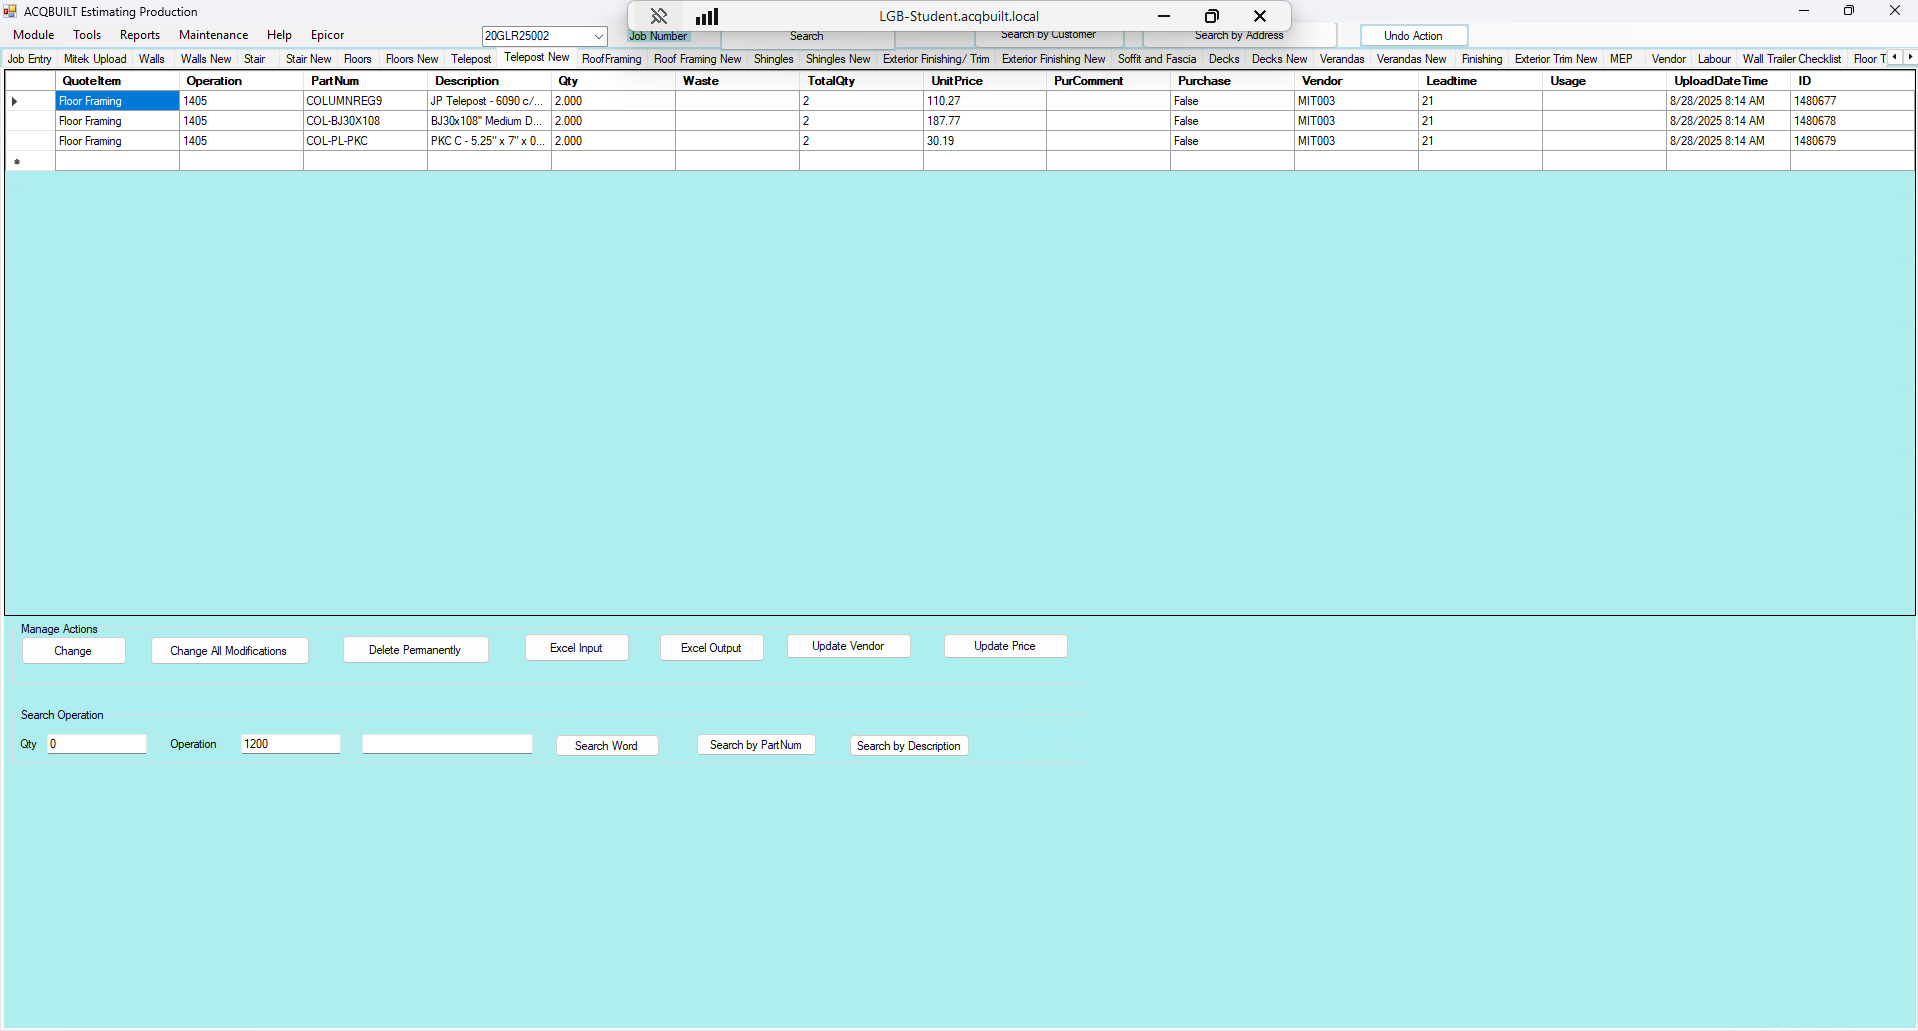 ACQBUILT Estimating Production
LGB-Student.acqbuilt.local
Module Tools Reports Maintenance Help Epicor 20GLR25002 Job Number Search Search by Customer Search by Address Undo Action
Job Entry Mitek Upload Walls Walls New Stair Stair New Floors Floors New Telepost Telepost New RoofFraming Roof Framing New Shingles Shingles New Exterior Finishing/ Trim Exterior Finishing New Soffit and Fascia Decks Decks New Verandas Verandas New Finishing Exterior Trim New MEP Vendor Labour Wall Trailer Checklist Floor T
QuoteItem Operation PartNum Description Qty Waste TotalQty UnitPrice PurComment Purchase Vendor Leadtime Usage UploadDateTime ID
Floor Framing 1405 COLUMNREG9 JP Telepost - 6090 c/... 2.000 2 110.27 False MIT003 21 8/28/2025 8:14 AM 1480677
Floor Framing 1405 COL-BJ30X108 BJ30x108" Medium D... 2.000 2 187.77 False MIT003 21 8/28/2025 8:14 AM 1480678
Floor Framing 1405 COL-PL-PKC PKC C - 5.25" x 7" x 0... 2.000 2 30.19 False MIT003 21 8/28/2025 8:14 AM 1480679
Manage Actions
Change Change All Modifications Delete Permanently Excel Input Excel Output Update Vendor Update Price
Search Operation
Qty 0 Operation 1200 Search Word Search by PartNum Search by Description